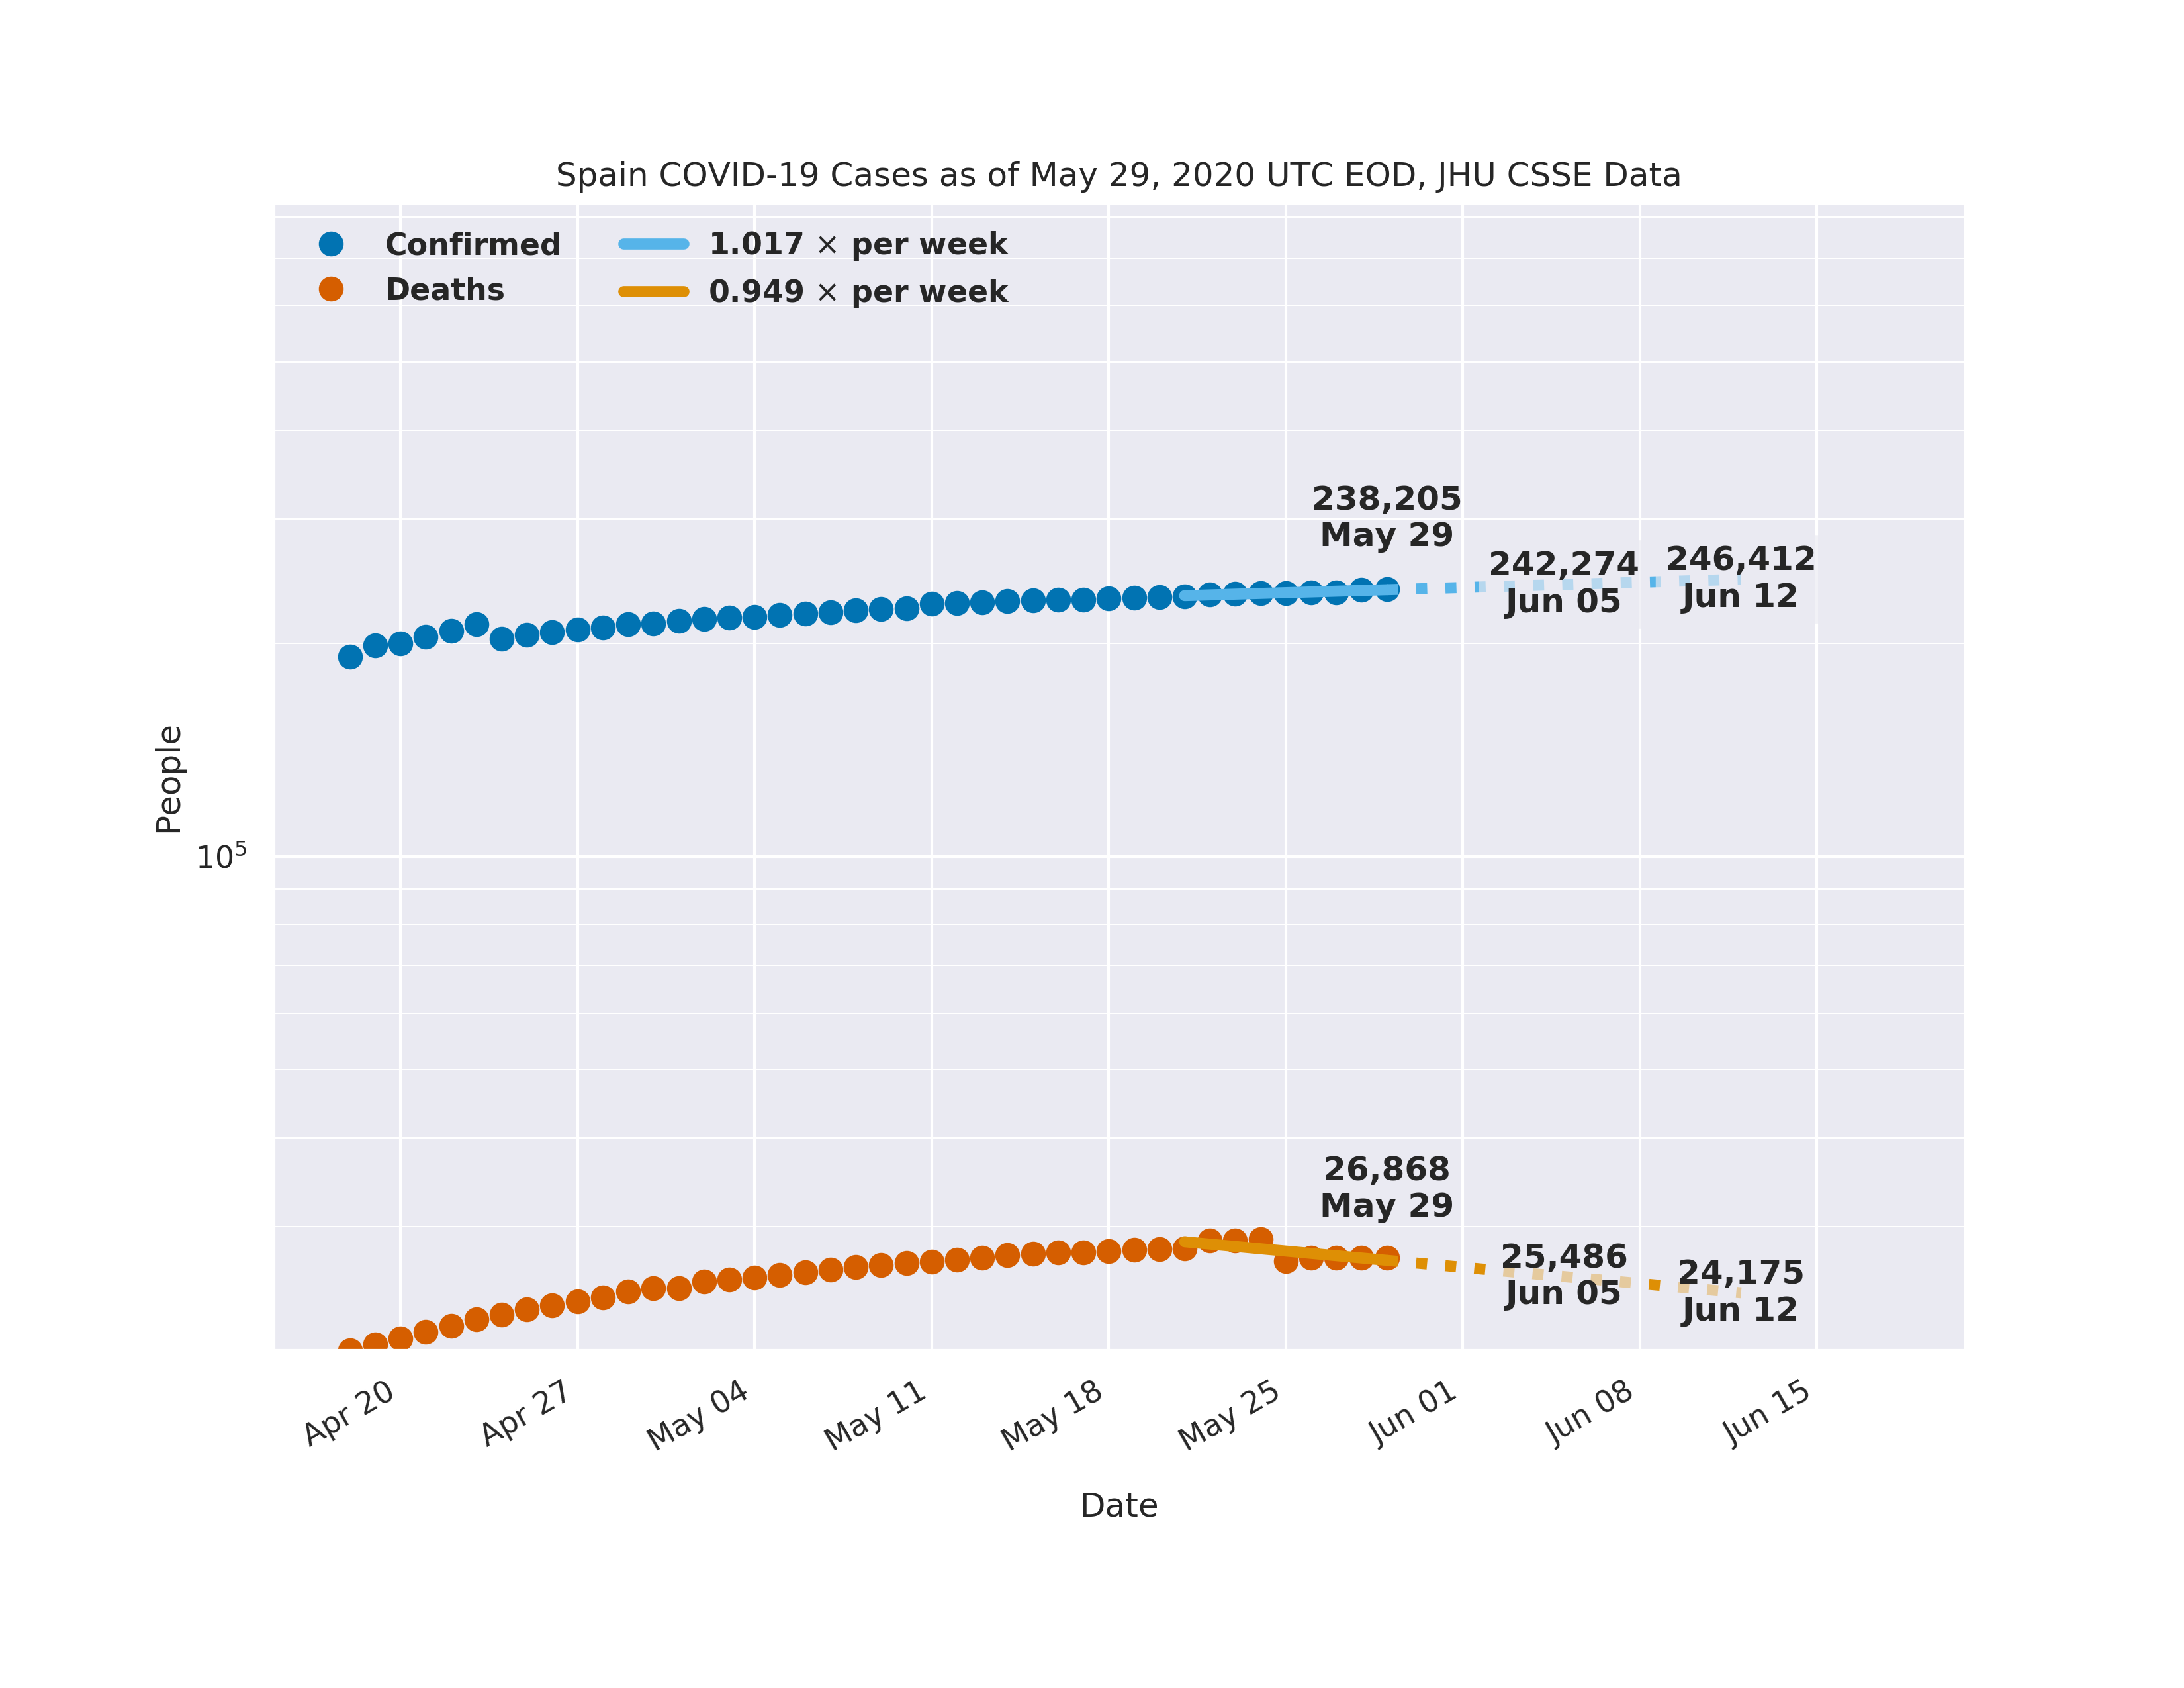 Spain COVID-19 Cases as of May 29, 2020 UTC EOD, JHU CSSE Data
Confirmed
Deaths
1.017 × per week
0.949 × per week
238,205
May 29
242,274
Jun 05
246,412
Jun 12
People
10⁵
26,868
May 29
25,486
Jun 05
24,175
Jun 12
Apr 20
Apr 27
May 04
May 11
May 18
May 25
Jun 01
Jun 08
Jun 15
Date